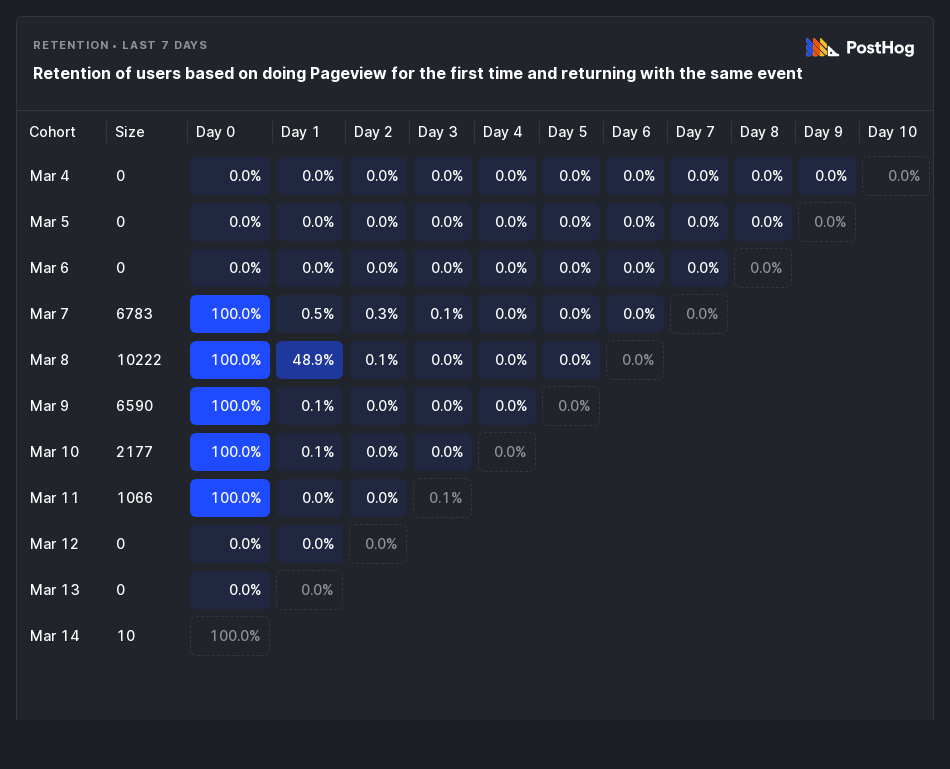 RETENTION • LAST 7 DAYS
PostHog
Retention of users based on doing Pageview for the first time and returning with the same event
Cohort Size Day 0 Day 1 Day 2 Day 3 Day 4 Day 5 Day 6 Day 7 Day 8 Day 9 Day 10
Mar 4 0 0.0% 0.0% 0.0% 0.0% 0.0% 0.0% 0.0% 0.0% 0.0% 0.0% 0.0%
Mar 5 0 0.0% 0.0% 0.0% 0.0% 0.0% 0.0% 0.0% 0.0% 0.0% 0.0%
Mar 6 0 0.0% 0.0% 0.0% 0.0% 0.0% 0.0% 0.0% 0.0% 0.0%
Mar 7 6783 100.0% 0.5% 0.3% 0.1% 0.0% 0.0% 0.0% 0.0%
Mar 8 10222 100.0% 48.9% 0.1% 0.0% 0.0% 0.0% 0.0%
Mar 9 6590 100.0% 0.1% 0.0% 0.0% 0.0% 0.0%
Mar 10 2177 100.0% 0.1% 0.0% 0.0% 0.0%
Mar 11 1066 100.0% 0.0% 0.0% 0.1%
Mar 12 0 0.0% 0.0% 0.0%
Mar 13 0 0.0% 0.0%
Mar 14 10 100.0%